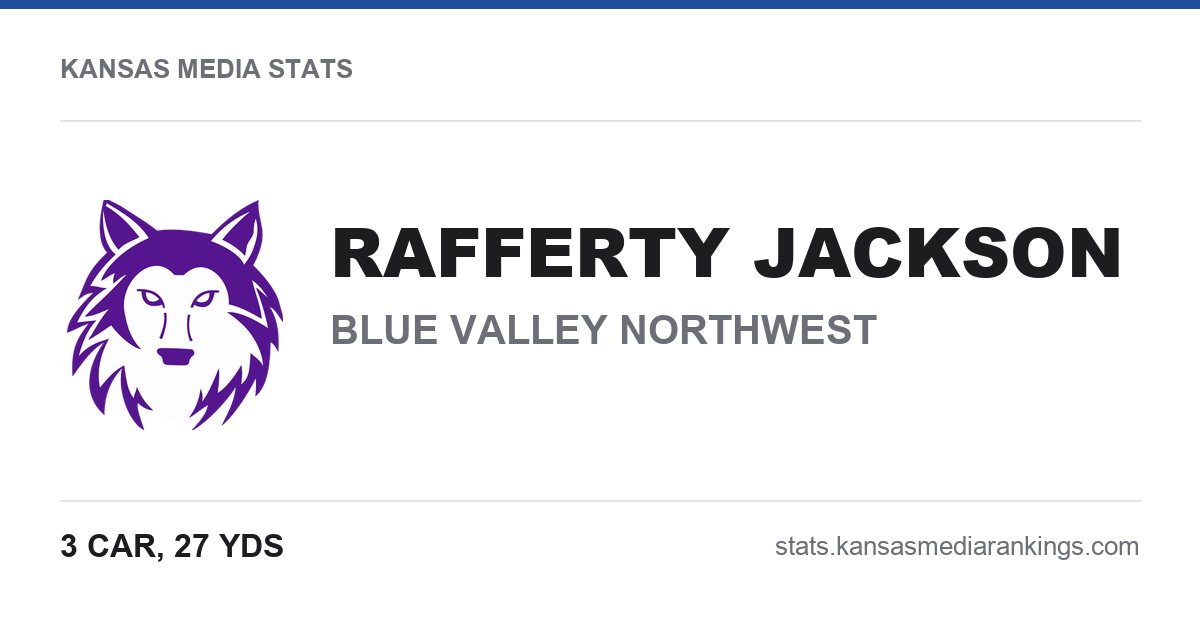 KANSAS MEDIA STATS
RAFFERTY JACKSON
BLUE VALLEY NORTHWEST
3 CAR, 27 YDS
stats.kansasmediarankings.com